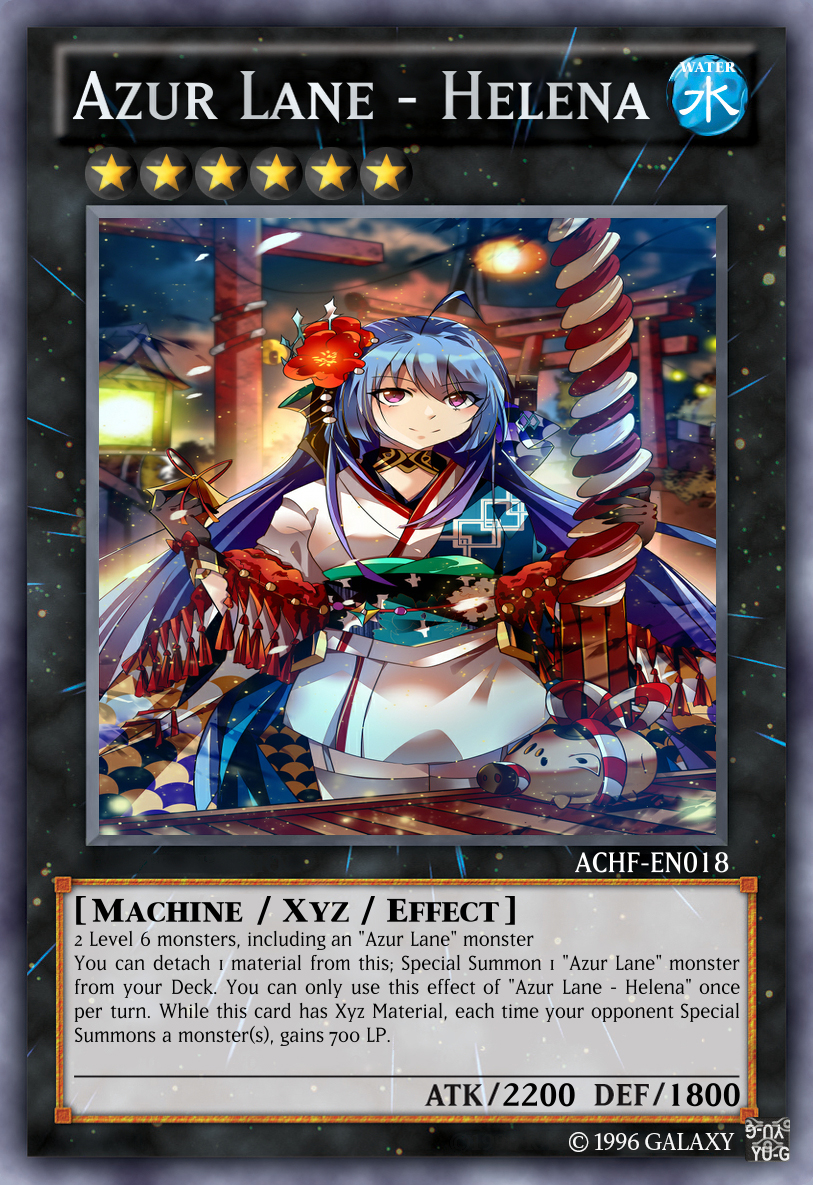 Azur Lane - Helena
WATER
水
ACHF-EN018
[ Machine / Xyz / Effect ]
2 Level 6 monsters, including an "Azur Lane" monster
You can detach 1 material from this; Special Summon 1 "Azur Lane" monster
from your Deck. You can only use this effect of "Azur Lane - Helena" once
per turn. While this card has Xyz Material, each time your opponent Special
Summons a monster(s), gains 700 LP.
ATK/2200 DEF/1800
© 1996 GALAXY
YU-G
YU-G